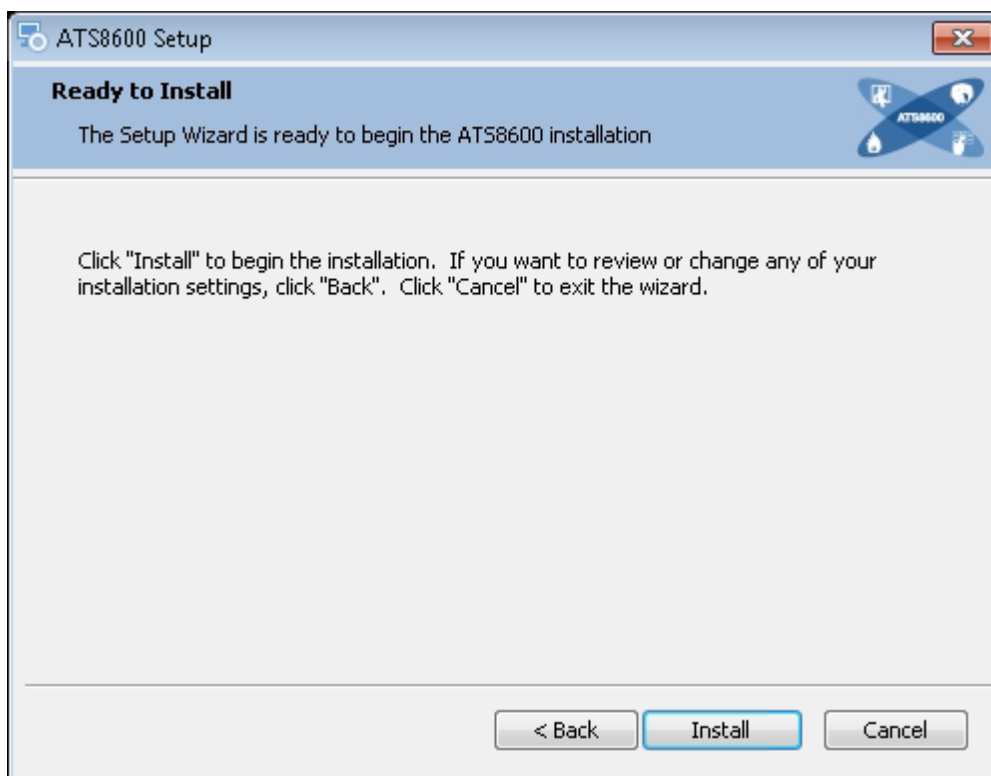 ATS8600 Setup
Ready to Install
The Setup Wizard is ready to begin the ATS8600 installation
ATS8600
Click "Install" to begin the installation.  If you want to review or change any of your
installation settings, click "Back".  Click "Cancel" to exit the wizard.
< Back
Install
Cancel